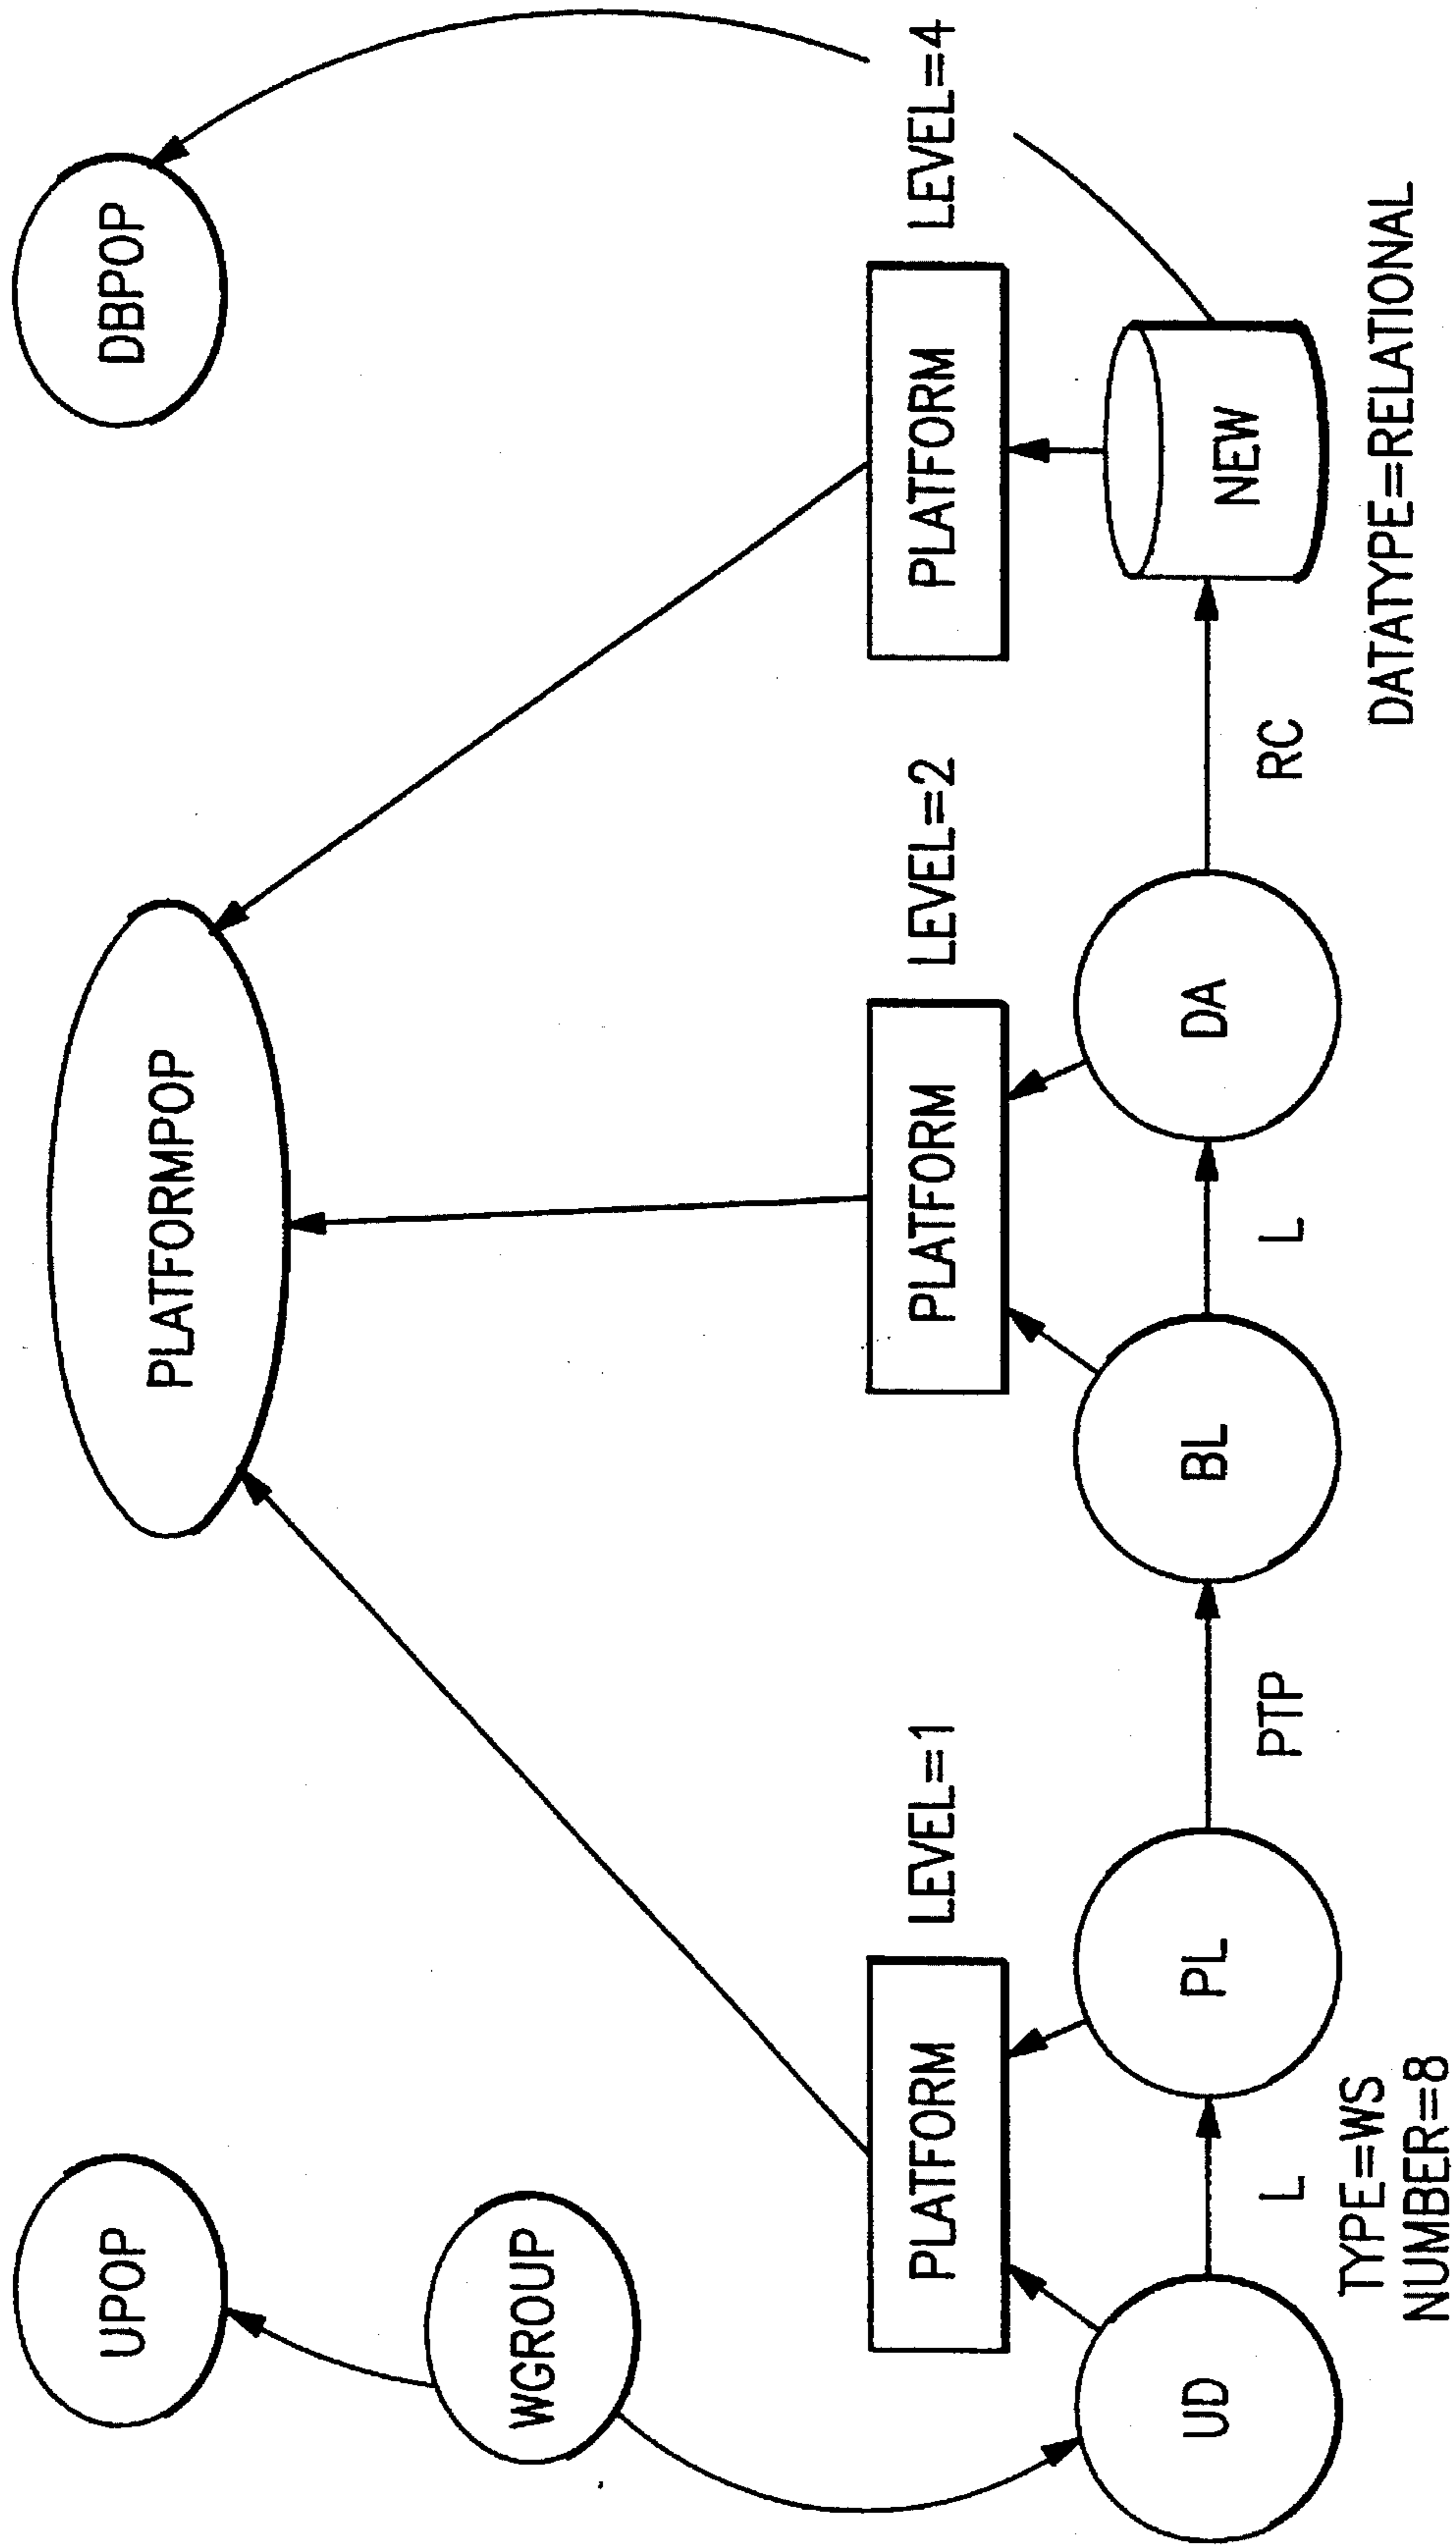 UPOP
PLATFORMPOP
DBPOP
WGROUP
PLATFORM
LEVEL=1
PLATFORM
LEVEL=2
PLATFORM
LEVEL=4
UD
L
PL
PTP
BL
L
DA
RC
NEW
TYPE=WS
NUMBER=8
DATATYPE=RELATIONAL